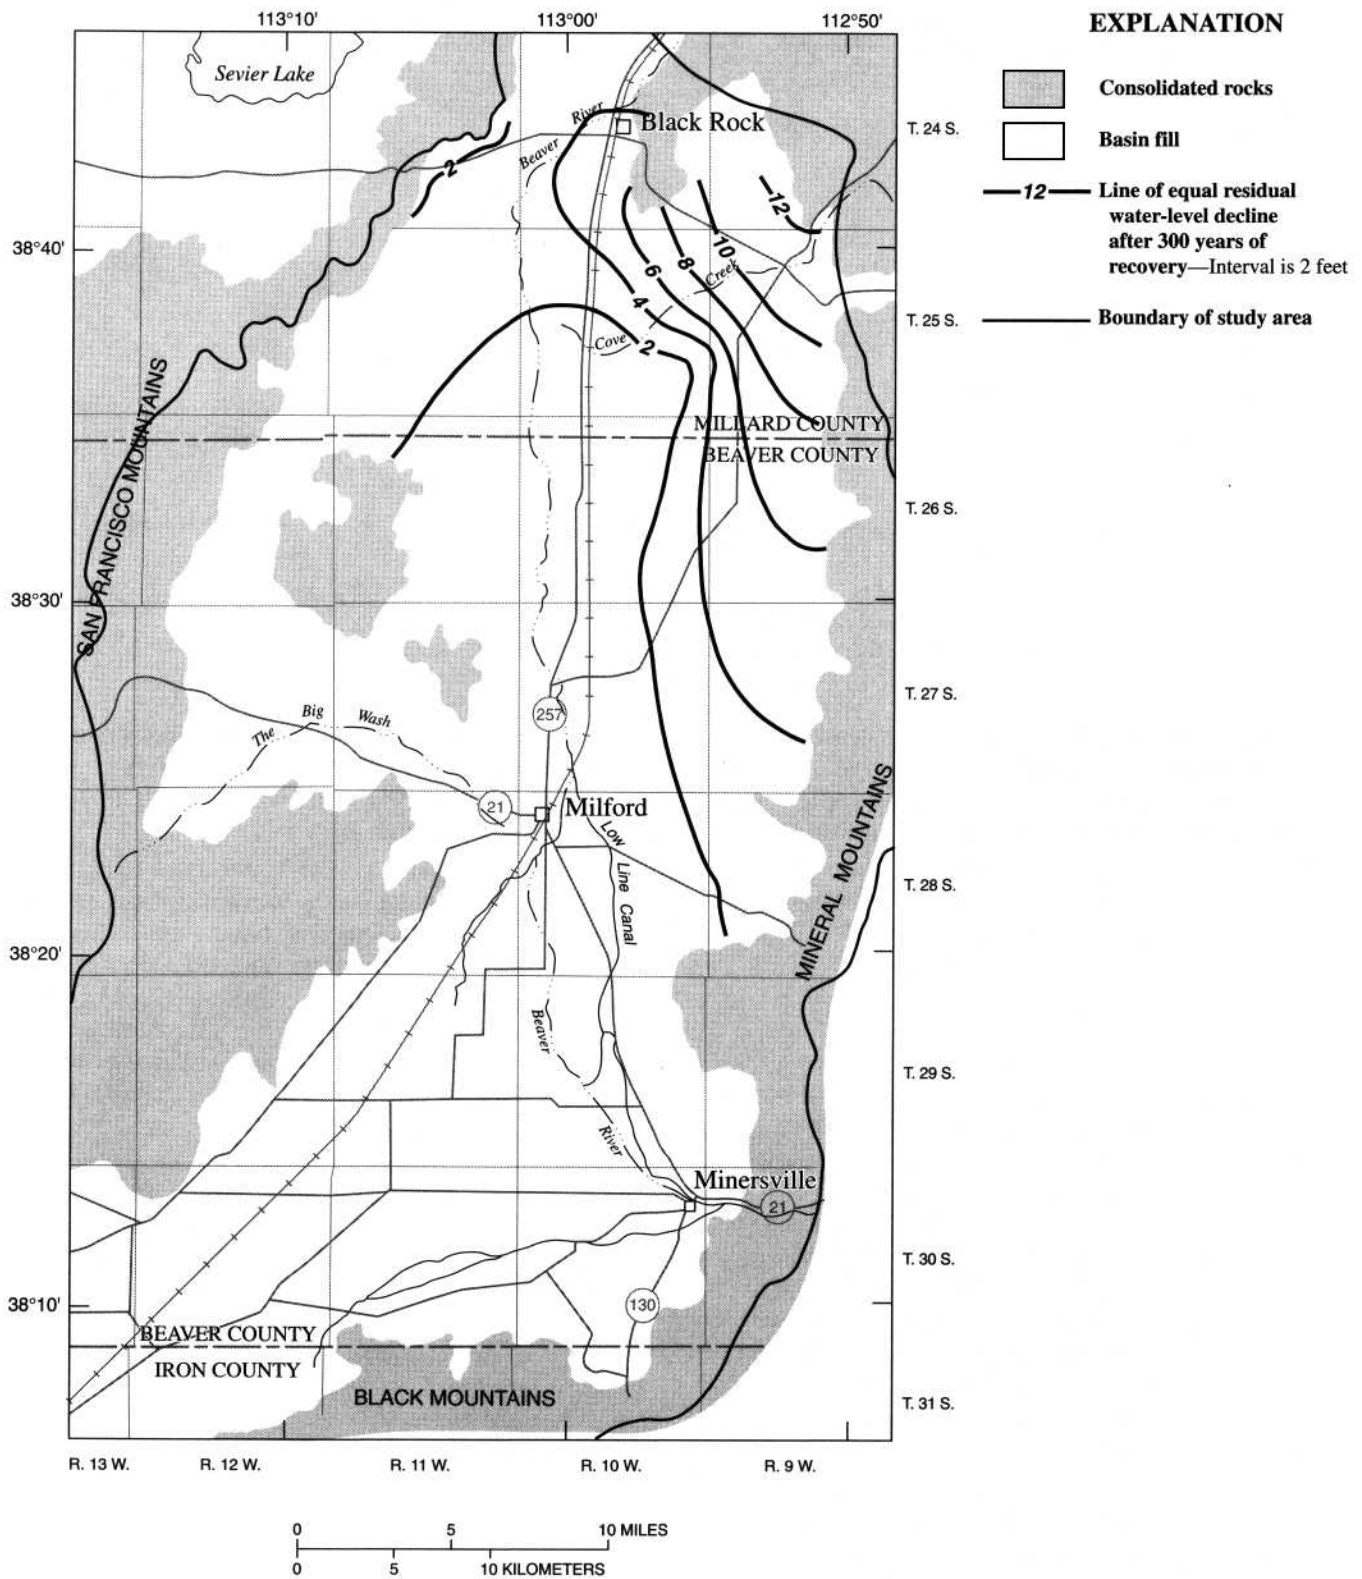 113°10'
113°00'
112°50'
EXPLANATION
Consolidated rocks
Basin fill
12
Line of equal residual
water-level decline
after 300 years of
recovery—Interval is 2 feet
Boundary of study area
Sevier Lake
River
Beaver
Black Rock
T. 24 S.
2
12
10
8
6
4
2
Creek
Cove
38°40'
T. 25 S.
MILLARD COUNTY
BEAVER COUNTY
SAN FRANCISCO MOUNTAINS
T. 26 S.
38°30'
T. 27 S.
The Big Wash
257
21
Milford
Low Line Canal
MINERAL MOUNTAINS
T. 28 S.
38°20'
Beaver
River
T. 29 S.
Minersville
21
T. 30 S.
38°10'
130
BEAVER COUNTY
IRON COUNTY
BLACK MOUNTAINS
T. 31 S.
R. 13 W.
R. 12 W.
R. 11 W.
R. 10 W.
R. 9 W.
0 5 10 MILES
0 5 10 KILOMETERS